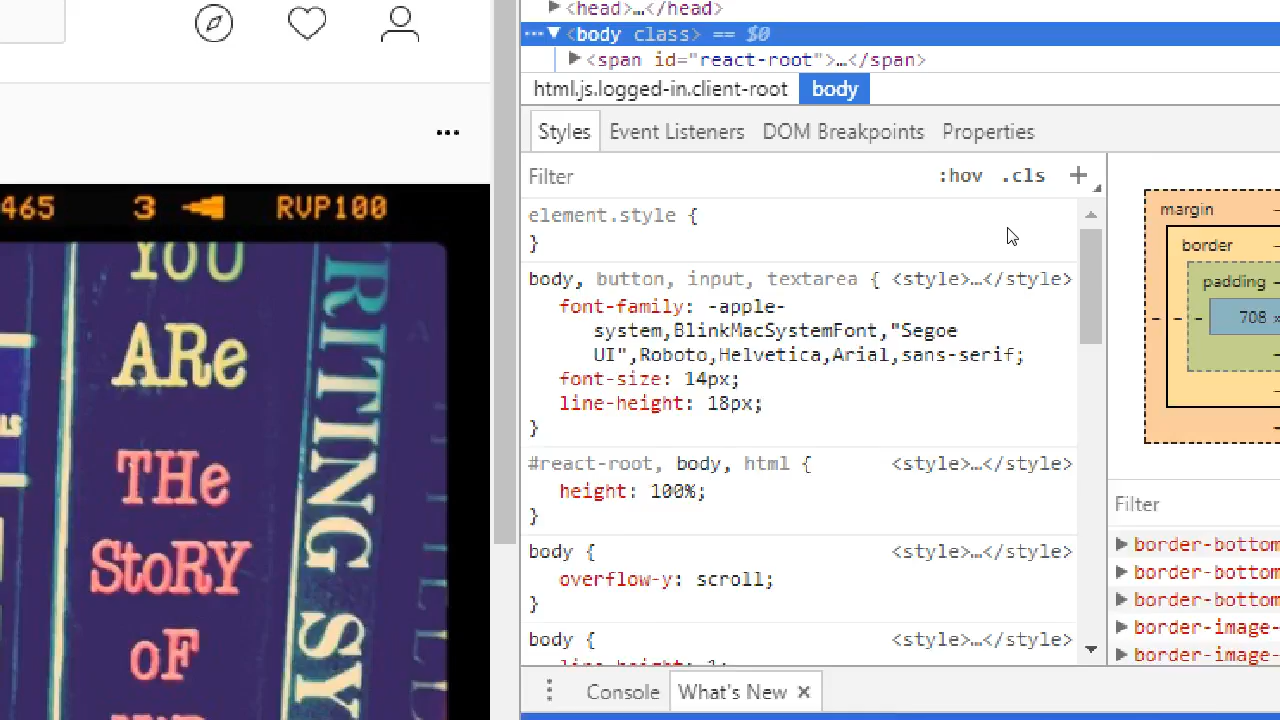 ▶<head>…</head>
…▼<body class> == $0
▶<span id="react-root">…</span>
html.js.logged-in.client-root body
Styles Event Listeners DOM Breakpoints Properties
Filter :hov .cls +
element.style {
}
body, button, input, textarea { <style>…</style>
font-family: -apple-
system,BlinkMacSystemFont,"Segoe
UI",Roboto,Helvetica,Arial,sans-serif;
font-size: 14px;
line-height: 18px;
}
#react-root, body, html { <style>…</style>
height: 100%;
}
body { <style>…</style>
overflow-y: scroll;
}
body { <style>…</style>
line-height: 1;
Console What's New ×
margin
border
padding
708 ×
Filter
border-bottom
border-bottom
border-bottom
border-image-
border-image-
465 3 RVP100
YOU
ARe
THe
StoRY
oF
RITING SY